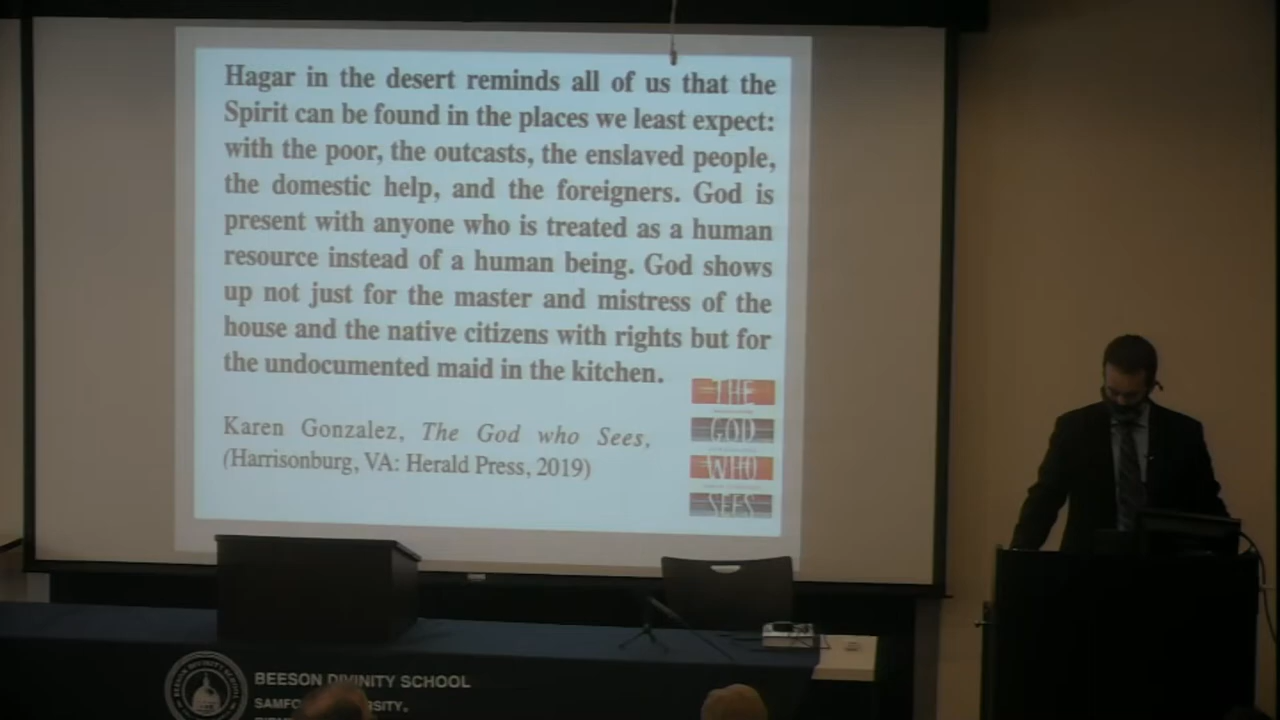 Hagar in the desert reminds all of us that the
Spirit can be found in the places we least expect:
with the poor, the outcasts, the enslaved people,
the domestic help, and the foreigners. God is
present with anyone who is treated as a human
resource instead of a human being. God shows
up not just for the master and mistress of the
house and the native citizens with rights but for
the undocumented maid in the kitchen.
Karen Gonzalez, The God who Sees,
(Harrisonburg, VA: Herald Press, 2019)
THE
GOD
WHO
SEES
BEESON DIVINITY SCHOOL